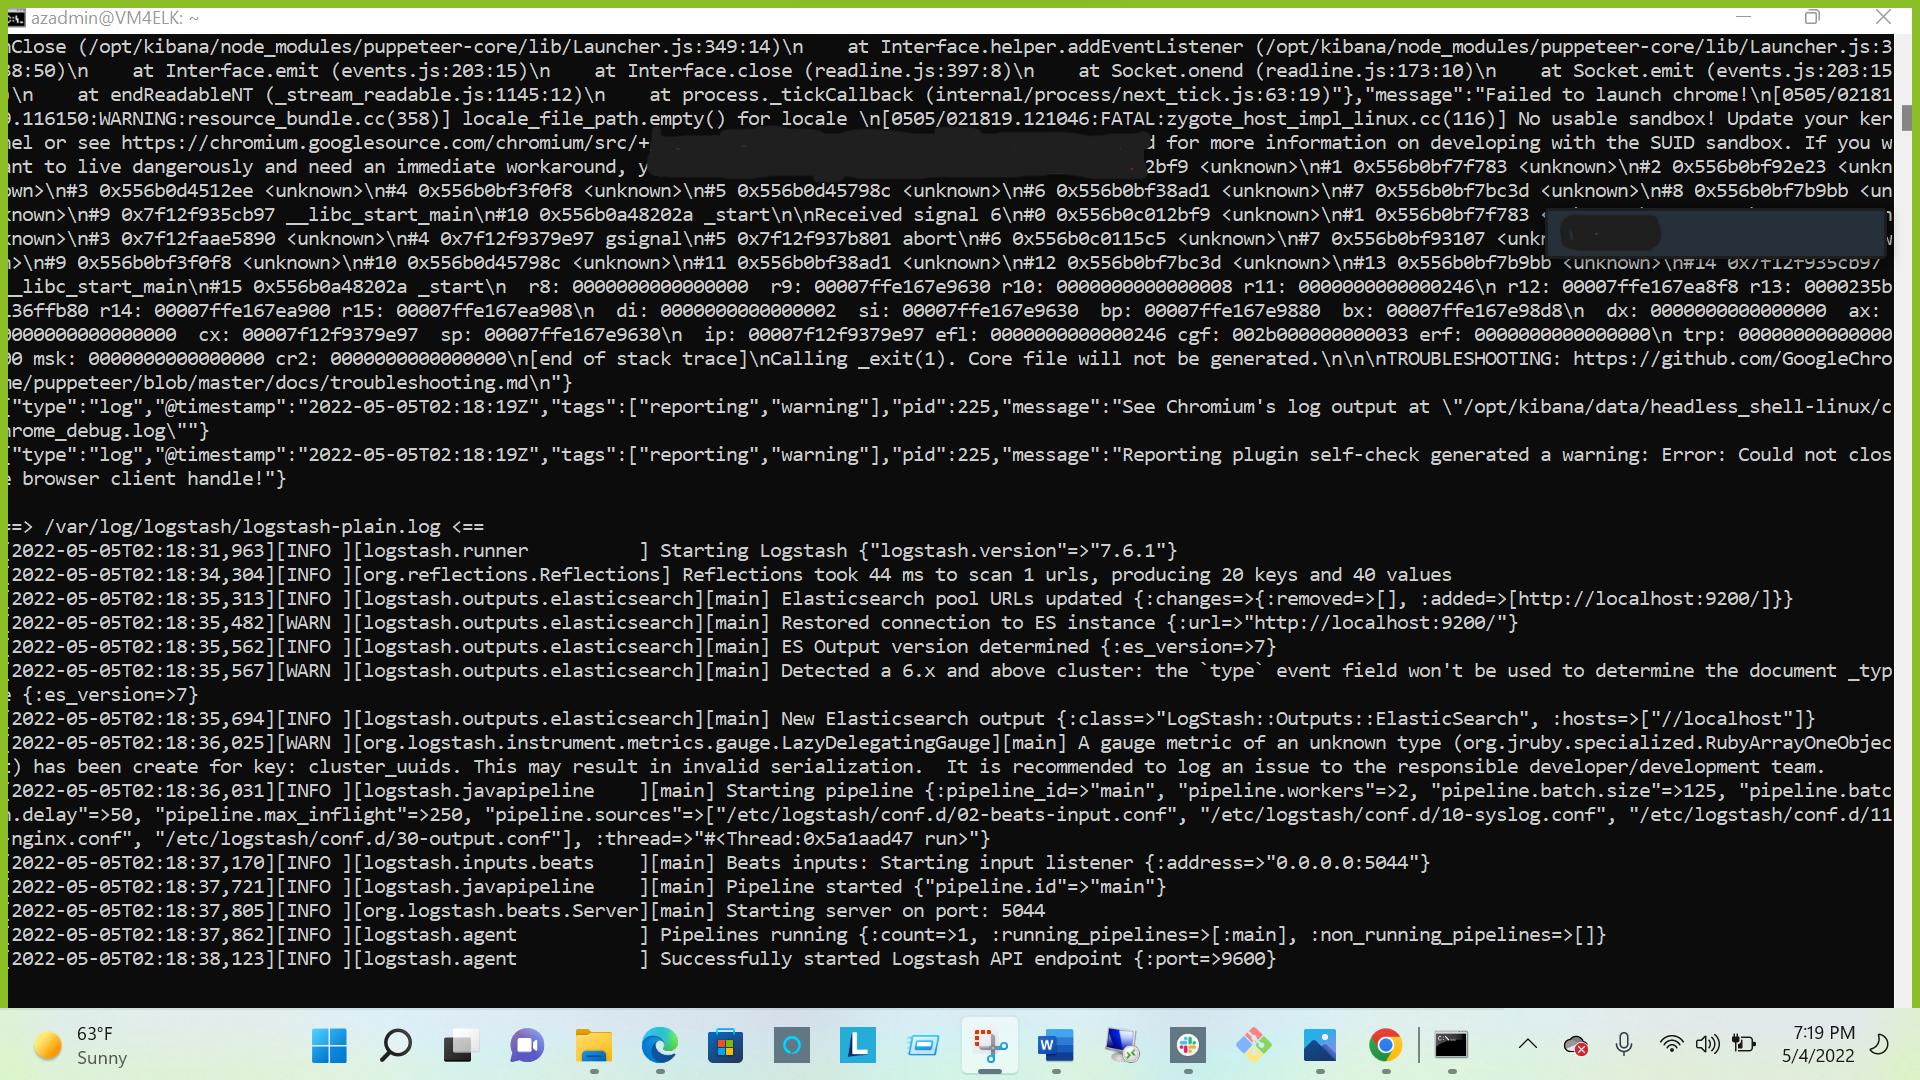 azadmin@VM4ELK: ~
nClose (/opt/kibana/node_modules/puppeteer-core/lib/Launcher.js:349:14)\n    at Interface.helper.addEventListener (/opt/kibana/node_modules/puppeteer-core/lib/Launcher.js:3
38:50)\n    at Interface.emit (events.js:203:15)\n    at Interface.close (readline.js:397:8)\n    at Socket.onend (readline.js:173:10)\n    at Socket.emit (events.js:203:15
)\n    at endReadableNT (_stream_readable.js:1145:12)\n    at process._tickCallback (internal/process/next_tick.js:63:19)"},"message":"Failed to launch chrome!\n[0505/02181
9.116150:WARNING:resource_bundle.cc(358)] locale_file_path.empty() for locale \n[0505/021819.121046:FATAL:zygote_host_impl_linux.cc(116)] No usable sandbox! Update your ker
nel or see https://chromium.googlesource.com/chromium/src/+ d for more information on developing with the SUID sandbox. If you w
ant to live dangerously and need an immediate workaround, y 2bf9 <unknown>\n#1 0x556b0bf7f783 <unknown>\n#2 0x556b0bf92e23 <unkn
own>\n#3 0x556b0d4512ee <unknown>\n#4 0x556b0bf3f0f8 <unknown>\n#5 0x556b0d45798c <unknown>\n#6 0x556b0bf38ad1 <unknown>\n#7 0x556b0bf7bc3d <unknown>\n#8 0x556b0bf7b9bb <un
known>\n#9 0x7f12f935cb97 __libc_start_main\n#10 0x556b0a48202a _start\n\nReceived signal 6\n#0 0x556b0c012bf9 <unknown>\n#1 0x556b0bf7f783
known>\n#3 0x7f12faae5890 <unknown>\n#4 0x7f12f9379e97 gsignal\n#5 0x7f12f937b801 abort\n#6 0x556b0c0115c5 <unknown>\n#7 0x556b0bf93107 <unk
n>\n#9 0x556b0bf3f0f8 <unknown>\n#10 0x556b0d45798c <unknown>\n#11 0x556b0bf38ad1 <unknown>\n#12 0x556b0bf7bc3d <unknown>\n#13 0x556b0bf7b9bb <unknown>\n#14 0x7f12f935cb97
__libc_start_main\n#15 0x556b0a48202a _start\n  r8: 0000000000000000  r9: 00007ffe167e9630 r10: 0000000000000008 r11: 0000000000000246\n r12: 00007ffe167ea8f8 r13: 0000235b
136ffb80 r14: 00007ffe167ea900 r15: 00007ffe167ea908\n  di: 0000000000000002  si: 00007ffe167e9630  bp: 00007ffe167e9880  bx: 00007ffe167e98d8\n  dx: 0000000000000000  ax:
0000000000000000  cx: 00007f12f9379e97  sp: 00007ffe167e9630\n  ip: 00007f12f9379e97 efl: 0000000000000246 cgf: 002b000000000033 erf: 0000000000000000\n trp: 00000000000000
00 msk: 0000000000000000 cr2: 0000000000000000\n[end of stack trace]\nCalling _exit(1). Core file will not be generated.\n\n\nTROUBLESHOOTING: https://github.com/GoogleChro
me/puppeteer/blob/master/docs/troubleshooting.md\n"}
{"type":"log","@timestamp":"2022-05-05T02:18:19Z","tags":["reporting","warning"],"pid":225,"message":"See Chromium's log output at \"/opt/kibana/data/headless_shell-linux/c
hrome_debug.log\""}
{"type":"log","@timestamp":"2022-05-05T02:18:19Z","tags":["reporting","warning"],"pid":225,"message":"Reporting plugin self-check generated a warning: Error: Could not clos
e browser client handle!"}
==> /var/log/logstash/logstash-plain.log <==
[2022-05-05T02:18:31,963][INFO ][logstash.runner          ] Starting Logstash {"logstash.version"=>"7.6.1"}
[2022-05-05T02:18:34,304][INFO ][org.reflections.Reflections] Reflections took 44 ms to scan 1 urls, producing 20 keys and 40 values
[2022-05-05T02:18:35,313][INFO ][logstash.outputs.elasticsearch][main] Elasticsearch pool URLs updated {:changes=>{:removed=>[], :added=>[http://localhost:9200/]}}
[2022-05-05T02:18:35,482][WARN ][logstash.outputs.elasticsearch][main] Restored connection to ES instance {:url=>"http://localhost:9200/"}
[2022-05-05T02:18:35,562][INFO ][logstash.outputs.elasticsearch][main] ES Output version determined {:es_version=>7}
[2022-05-05T02:18:35,567][WARN ][logstash.outputs.elasticsearch][main] Detected a 6.x and above cluster: the `type` event field won't be used to determine the document _typ
e {:es_version=>7}
[2022-05-05T02:18:35,694][INFO ][logstash.outputs.elasticsearch][main] New Elasticsearch output {:class=>"LogStash::Outputs::ElasticSearch", :hosts=>["//localhost"]}
[2022-05-05T02:18:36,025][WARN ][org.logstash.instrument.metrics.gauge.LazyDelegatingGauge][main] A gauge metric of an unknown type (org.jruby.specialized.RubyArrayOneObjec
t) has been create for key: cluster_uuids. This may result in invalid serialization.  It is recommended to log an issue to the responsible developer/development team.
[2022-05-05T02:18:36,031][INFO ][logstash.javapipeline    ][main] Starting pipeline {:pipeline_id=>"main", "pipeline.workers"=>2, "pipeline.batch.size"=>125, "pipeline.batc
h.delay"=>50, "pipeline.max_inflight"=>250, "pipeline.sources"=>["/etc/logstash/conf.d/02-beats-input.conf", "/etc/logstash/conf.d/10-syslog.conf", "/etc/logstash/conf.d/11
-nginx.conf", "/etc/logstash/conf.d/30-output.conf"], :thread=>"#<Thread:0x5a1aad47 run>"}
[2022-05-05T02:18:37,170][INFO ][logstash.inputs.beats    ][main] Beats inputs: Starting input listener {:address=>"0.0.0.0:5044"}
[2022-05-05T02:18:37,721][INFO ][logstash.javapipeline    ][main] Pipeline started {"pipeline.id"=>"main"}
[2022-05-05T02:18:37,805][INFO ][org.logstash.beats.Server][main] Starting server on port: 5044
[2022-05-05T02:18:37,862][INFO ][logstash.agent           ] Pipelines running {:count=>1, :running_pipelines=>[:main], :non_running_pipelines=>[]}
[2022-05-05T02:18:38,123][INFO ][logstash.agent           ] Successfully started Logstash API endpoint {:port=>9600}
63°F
Sunny
7:19 PM
5/4/2022